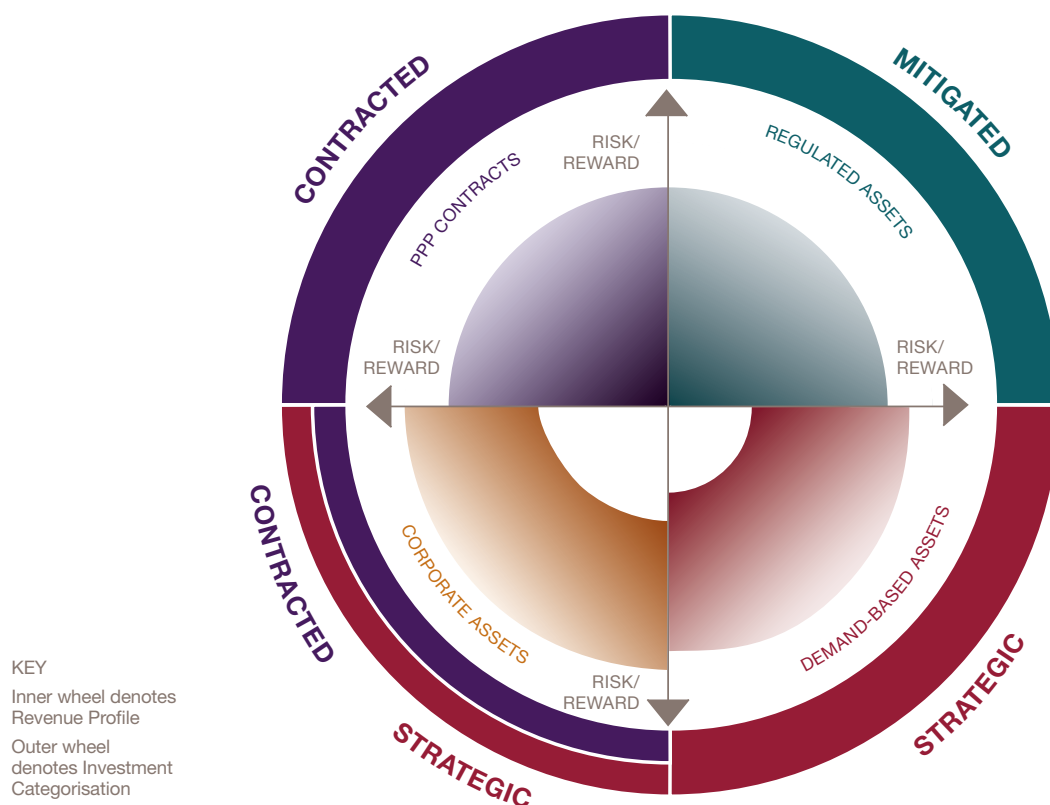 CONTRACTED
MITIGATED
RISK/
REWARD
PPP CONTRACTS
REGULATED ASSETS
RISK/
REWARD
RISK/
REWARD
CONTRACTED
CORPORATE ASSETS
DEMAND-BASED ASSETS
RISK/
REWARD
STRATEGIC
STRATEGIC
KEY
Inner wheel denotes
Revenue Profile
Outer wheel
denotes Investment
Categorisation